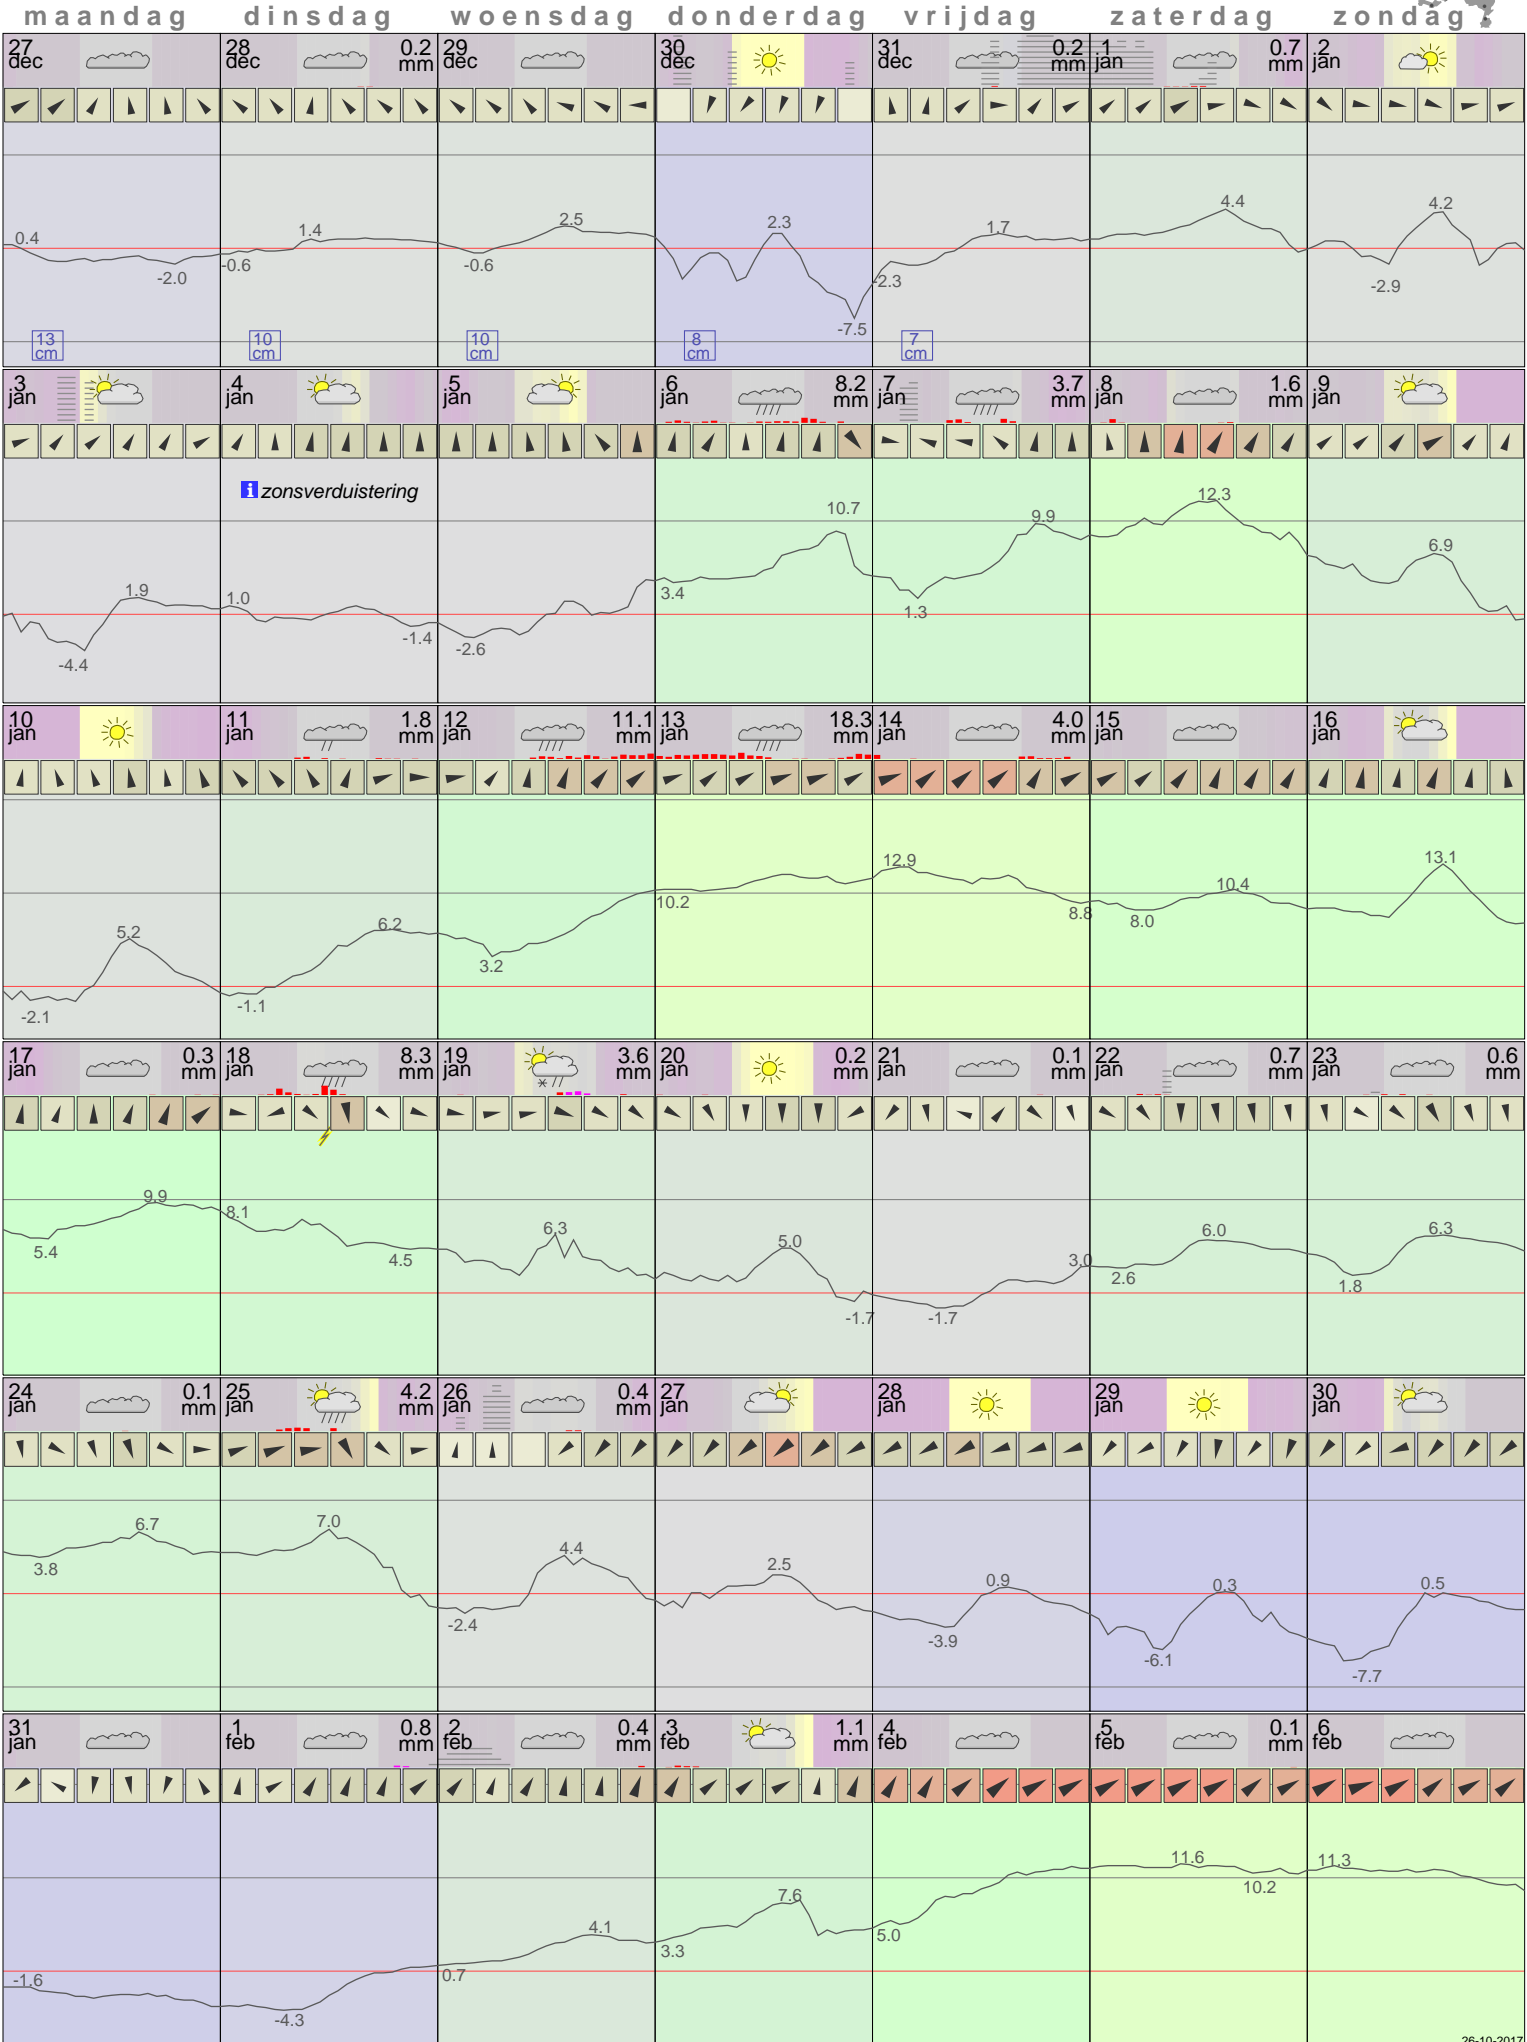 maandag dinsdag woensdag donderdag vrijdag zaterdag zondag
27 dec 28 dec 0.2 mm 29 dec 30 dec 31 dec 0.2 mm 1 jan 0.7 mm 2 jan
0.4 -2.0 -0.6 1.4 -0.6 2.5 2.3 -7.5 -2.3 1.7 4.4 -2.9 4.2
13 cm 10 cm 10 cm 8 cm 7 cm
3 jan 4 jan 5 jan 6 jan 8.2 mm 7 jan 3.7 mm 8 jan 1.6 mm 9 jan
i zonsverduistering
-4.4 1.9 1.0 -1.4 -2.6 3.4 10.7 1.3 9.9 12.3 6.9
10 jan 11 jan 1.8 mm 12 jan 11.1 mm 13 jan 18.3 mm 14 jan 4.0 mm 15 jan 16 jan
-2.1 5.2 -1.1 6.2 3.2 10.2 12.9 8.8 8.0 10.4 13.1
17 jan 0.3 mm 18 jan 8.3 mm 19 jan 3.6 mm 20 jan 0.2 mm 21 jan 0.1 mm 22 jan 0.7 mm 23 jan 0.6 mm
5.4 9.9 8.1 4.5 6.3 5.0 -1.7 -1.7 3.0 2.6 6.0 1.8 6.3
24 jan 0.1 mm 25 jan 4.2 mm 26 jan 0.4 mm 27 jan 28 jan 29 jan 30 jan
3.8 6.7 7.0 -2.4 4.4 2.5 -3.9 0.9 -6.1 0.3 -7.7 0.5
31 jan 1 feb 0.8 mm 2 feb 0.4 mm 3 feb 1.1 mm 4 feb 5 feb 0.1 mm 6 feb
-1.6 -4.3 0.7 4.1 3.3 7.6 5.0 11.6 10.2 11.3
26-10-2017